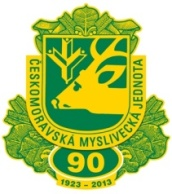 ČESKOMORAVSKÁ MYSLIVECKÁ JEDNOTA
90
1923 - 2013